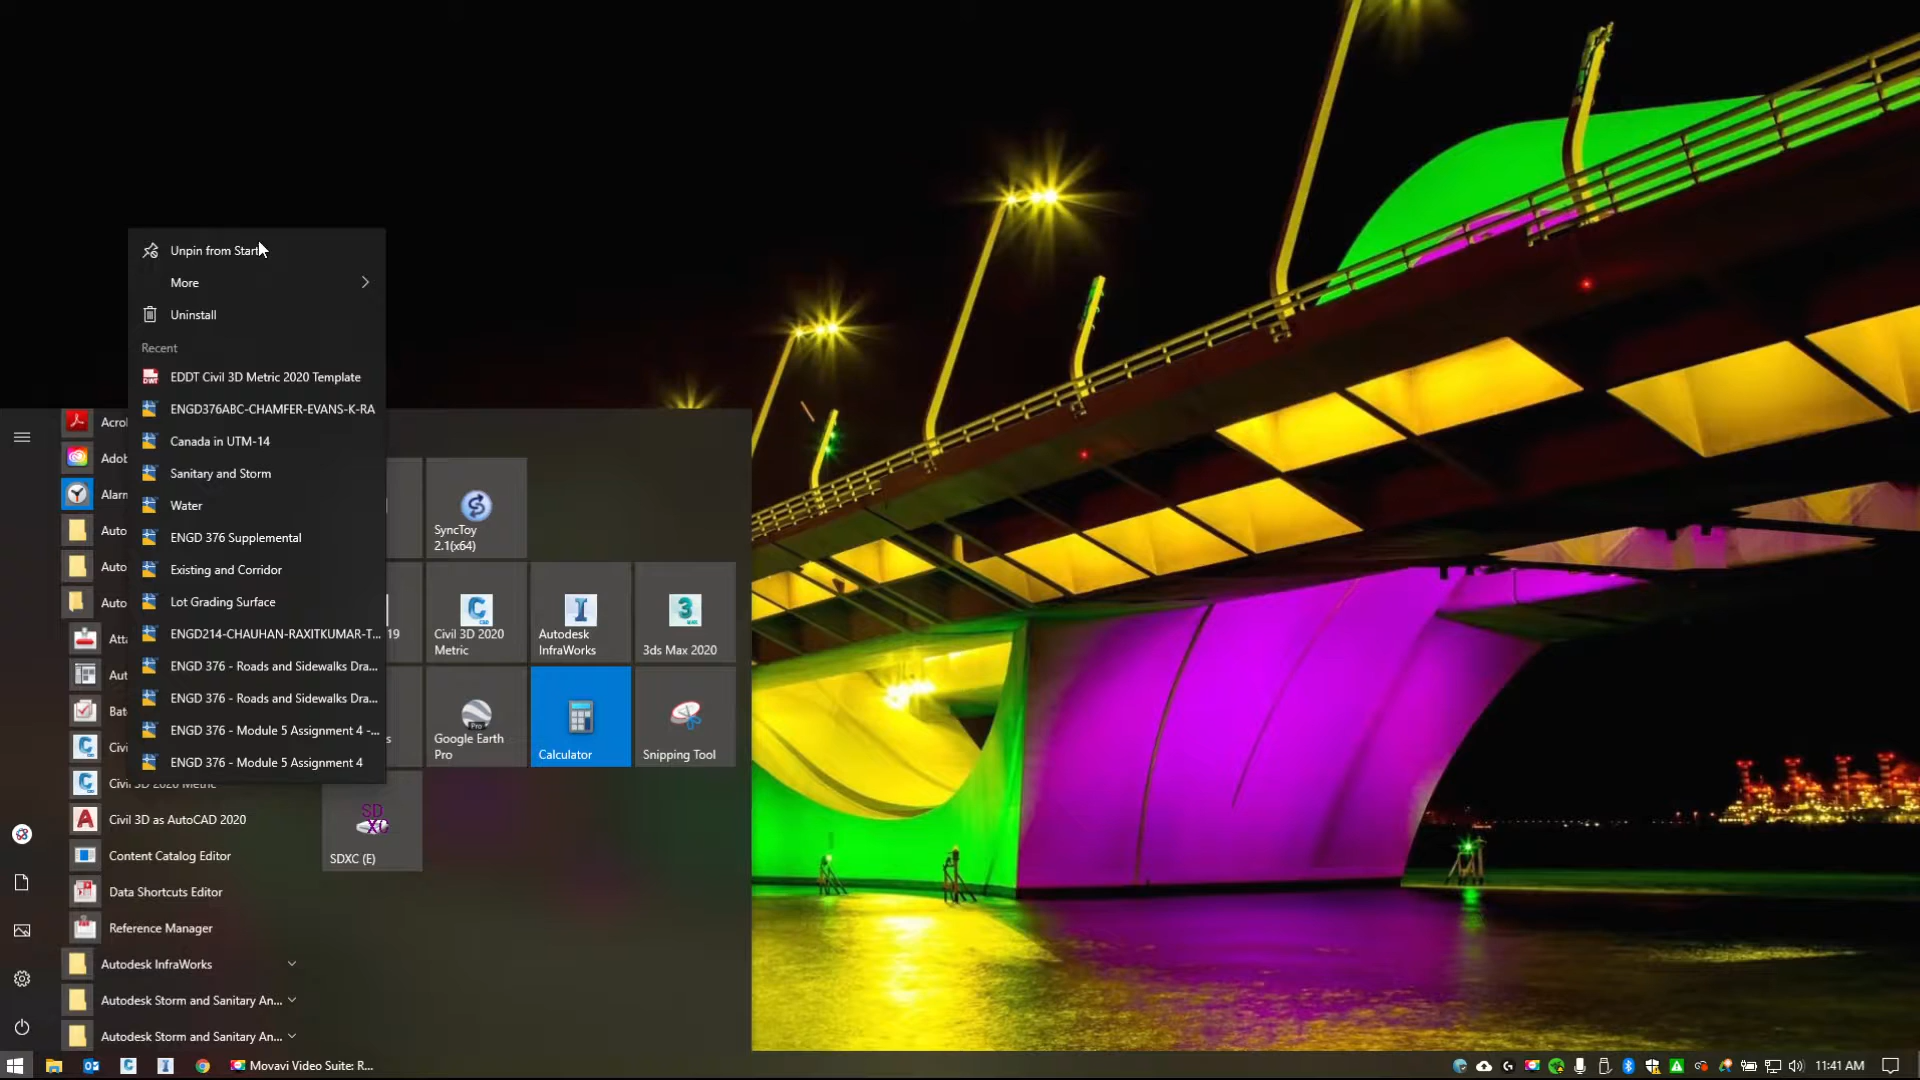 Unpin from Start
More
Uninstall
Recent
EDDT Civil 3D Metric 2020 Template
ENGD376ABC-CHAMFER-EVANS-K-RA
Canada in UTM-14
Sanitary and Storm
Water
ENGD 376 Supplemental
Existing and Corridor
Lot Grading Surface
ENGD214-CHAUHAN-RAXITKUMAR-T...
ENGD 376 - Roads and Sidewalks Dra...
ENGD 376 - Roads and Sidewalks Dra...
ENGD 376 - Module 5 Assignment 4 -...
ENGD 376 - Module 5 Assignment 4
Acro
Adob
Alarn
Auto
Auto
Auto
Atta
Aut
Bat
Civi
Civil 3D 2020 Metric
Civil 3D as AutoCAD 2020
Content Catalog Editor
Data Shortcuts Editor
Reference Manager
Autodesk InfraWorks
Autodesk Storm and Sanitary An...
Autodesk Storm and Sanitary An...
SyncToy
2.1(x64)
19
Civil 3D 2020
Metric
Autodesk
InfraWorks
3ds Max 2020
s
Google Earth
Pro
Calculator
Snipping Tool
SDXC (E)
Movavi Video Suite: R...
11:41 AM